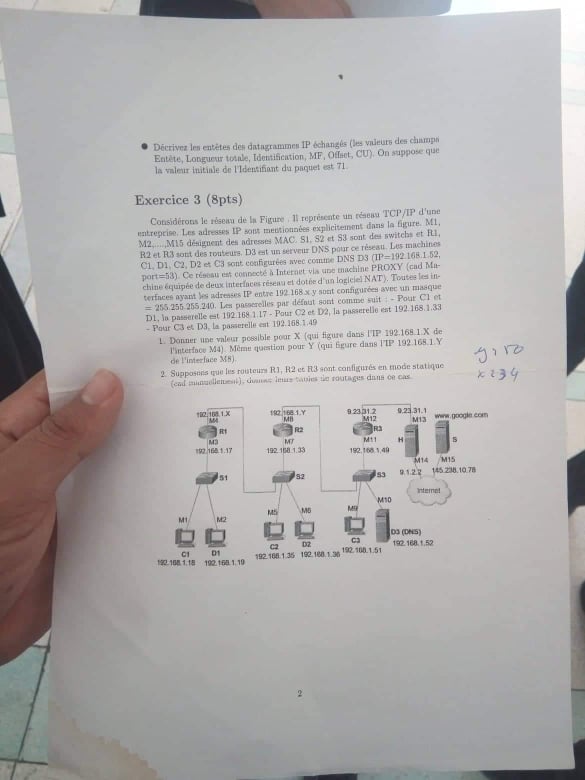 ● Décrivez les entêtes des datagrammes IP échangés (les valeurs des champs
Entête, Longueur totale, Identification, MF, Offset, CU). On suppose que
la valeur initiale de l'Identifiant du paquet est 71.
Exercice 3 (8pts)
Considérons le réseau de la Figure . Il représente un réseau TCP/IP d'une
entreprise. Les adresses IP sont mentionnées explicitement dans la figure. M1,
M2,...,M15 désignent des adresses MAC. S1, S2 et S3 sont des switchs et R1,
R2 et R3 sont des routeurs. D3 est un serveur DNS pour ce réseau. Les machines
C1, D1, C2, D2 et C3 sont configurées avec comme DNS D3 (IP=192.168.1.52,
port=53). Ce réseau est connecté à Internet via une machine PROXY (cad Ma-
chine équipée de deux interfaces réseau et dotée d'un logiciel NAT). Toutes les in-
terfaces ayant les adresses IP entre 192.168.x.y sont configurées avec un masque
= 255.255.255.240. Les passerelles par défaut sont comme suit : - Pour C1 et
D1, la passerelle est 192.168.1.17 - Pour C2 et D2, la passerelle est 192.168.1.33
- Pour C3 et D3, la passerelle est 192.168.1.49
1. Donner une valeur possible pour X (qui figure dans l'IP 192.168.1.X de
l'interface M4). Même question pour Y (qui figure dans l'IP 192.168.1.Y
de l'interface M8).
2. Supposons que les routeurs R1, R2 et R3 sont configurés en mode statique
(cad manuellement), donnez leurs tables de routages dans ce cas.
192.168.1.X
M4
R1
M3
192.168.1.17
S1
M1
M2
C1
192.168.1.18
D1
192.168.1.19
192.168.1.Y
M8
R2
M7
192.168.1.33
S2
M5
M6
C2
192.168.1.35
D2
192.168.1.36
9.23.31.2
M12
R3
M11
192.168.1.49
S3
M9
M10
C3
192.168.1.51
D3 (DNS)
192.168.1.52
9.23.31.1
M13
H
M14
9.1.2.2
www.google.com
S
M15
145.238.10.78
Internet
2